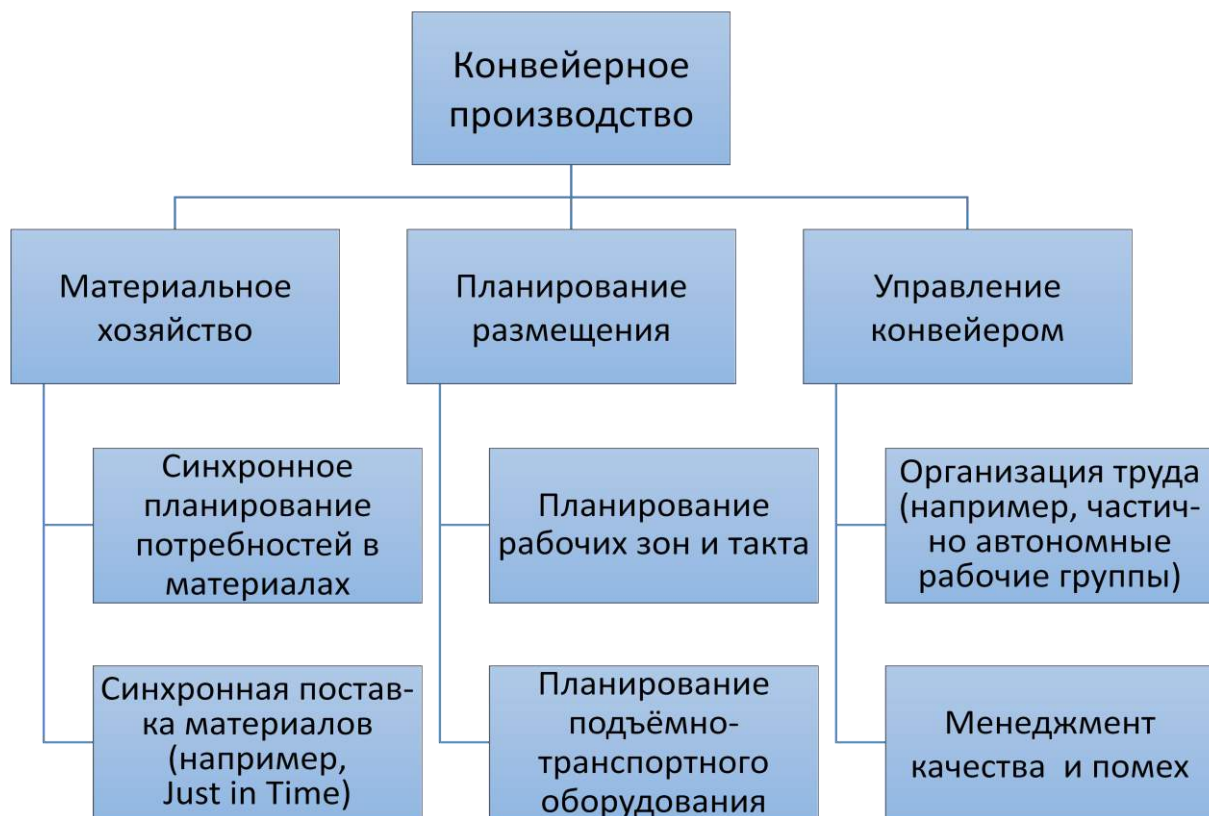 Конвейерное
производство
Материальное
хозяйство
Планирование
размещения
Управление
конвейером
Синхронное
планирование
потребностей в
материалах
Планирование
рабочих зон и такта
Организация труда
(например, частич-
но автономные
рабочие группы)
Синхронная постав-
ка материалов
(например,
Just in Time)
Планирование
подъёмно-
транспортного
оборудования
Менеджмент
качества и помех